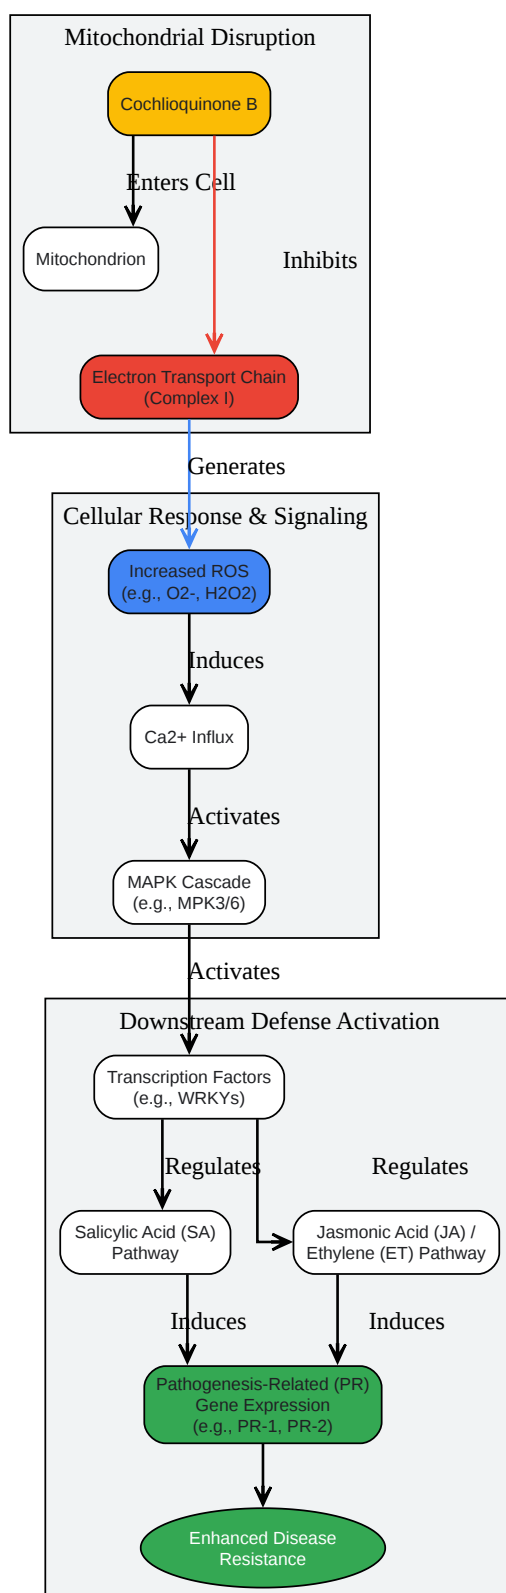 Mitochondrial Disruption
Cochlioquinone B
Enters Cell
Mitochondrion
Inhibits
Electron Transport Chain
(Complex I)
Generates
Cellular Response & Signaling
Increased ROS
(e.g., O2-, H2O2)
Induces
Ca2+ Influx
Activates
MAPK Cascade
(e.g., MPK3/6)
Activates
Downstream Defense Activation
Transcription Factors
(e.g., WRKYs)
Regulates
Regulates
Salicylic Acid (SA)
Pathway
Jasmonic Acid (JA) /
Ethylene (ET) Pathway
Induces
Induces
Pathogenesis-Related (PR)
Gene Expression
(e.g., PR-1, PR-2)
Enhanced Disease
Resistance